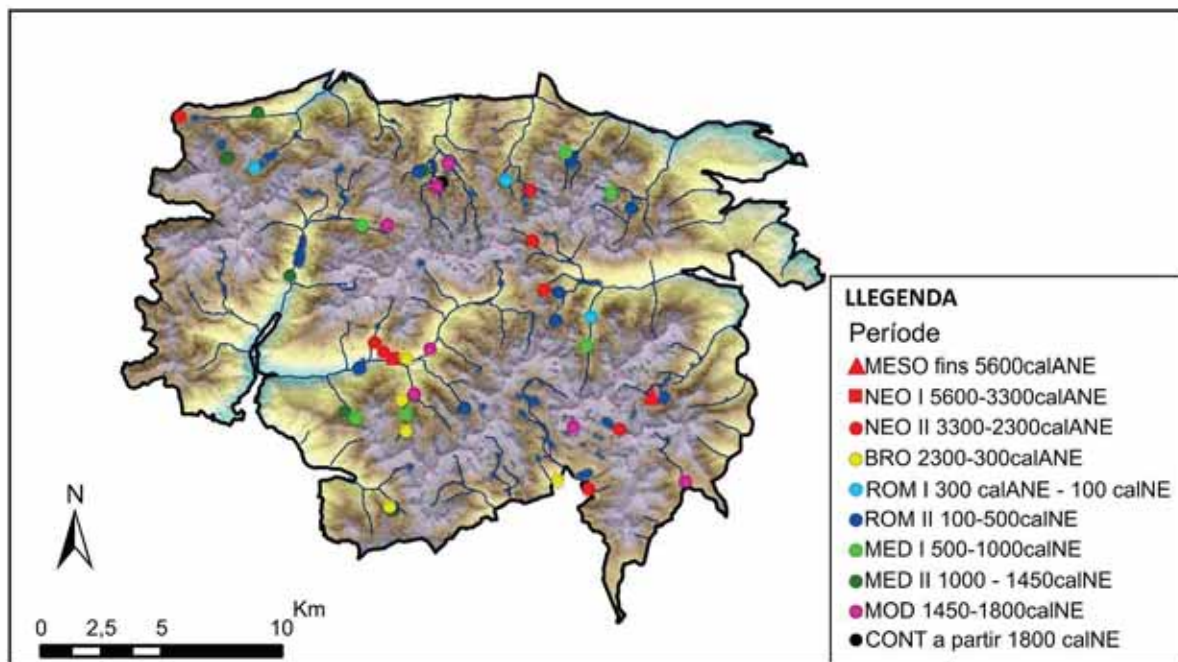 LLEGENDA
Període
MESO fins 5600calANE
NEO I 5600-3300calANE
NEO II 3300-2300calANE
BRO 2300-300calANE
ROM I 300 calANE - 100 calNE
ROM II 100-500calNE
MED I 500-1000calNE
MED II 1000 - 1450calNE
MOD 1450-1800calNE
CONT a partir 1800 calNE
N
Km
0 2,5 5 10